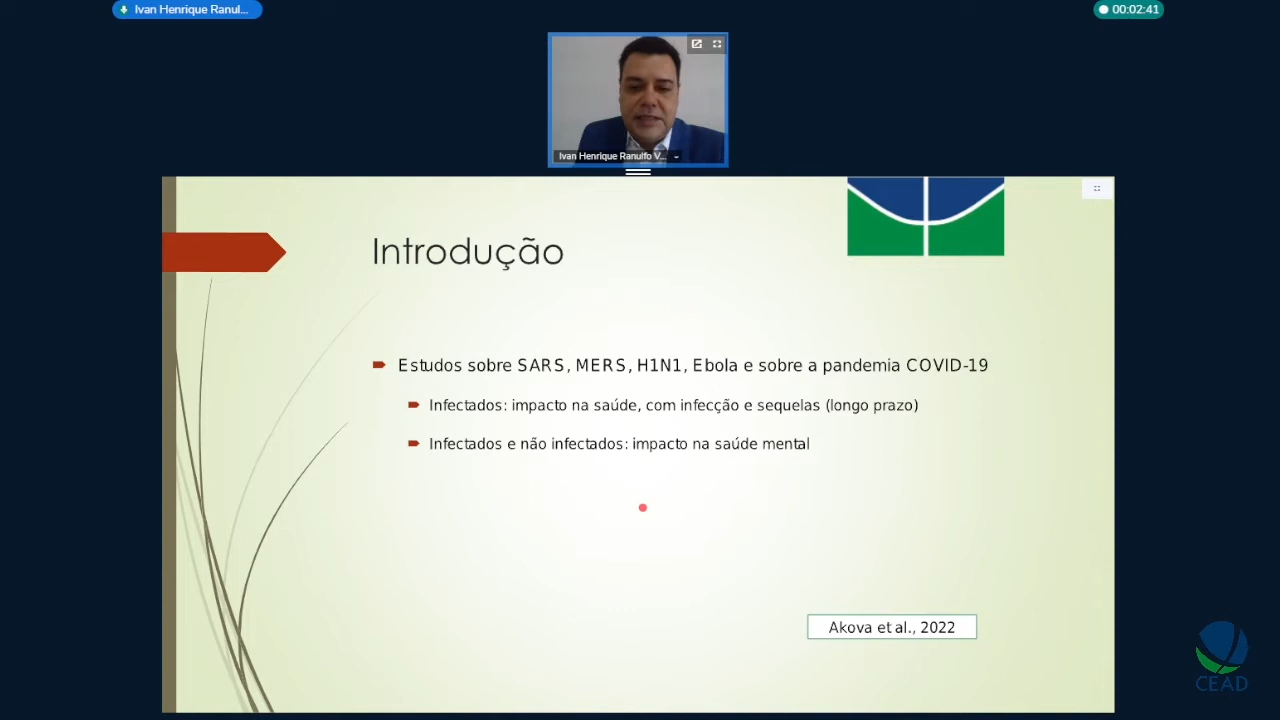 Ivan Henrique Ranul...
00:02:41
Ivan Henrique Ranulfo V...
Introdução
Estudos sobre SARS, MERS, H1N1, Ebola e sobre a pandemia COVID-19
Infectados: impacto na saúde, com infecção e sequelas (longo prazo)
Infectados e não infectados: impacto na saúde mental
Akova et al., 2022
CEAD